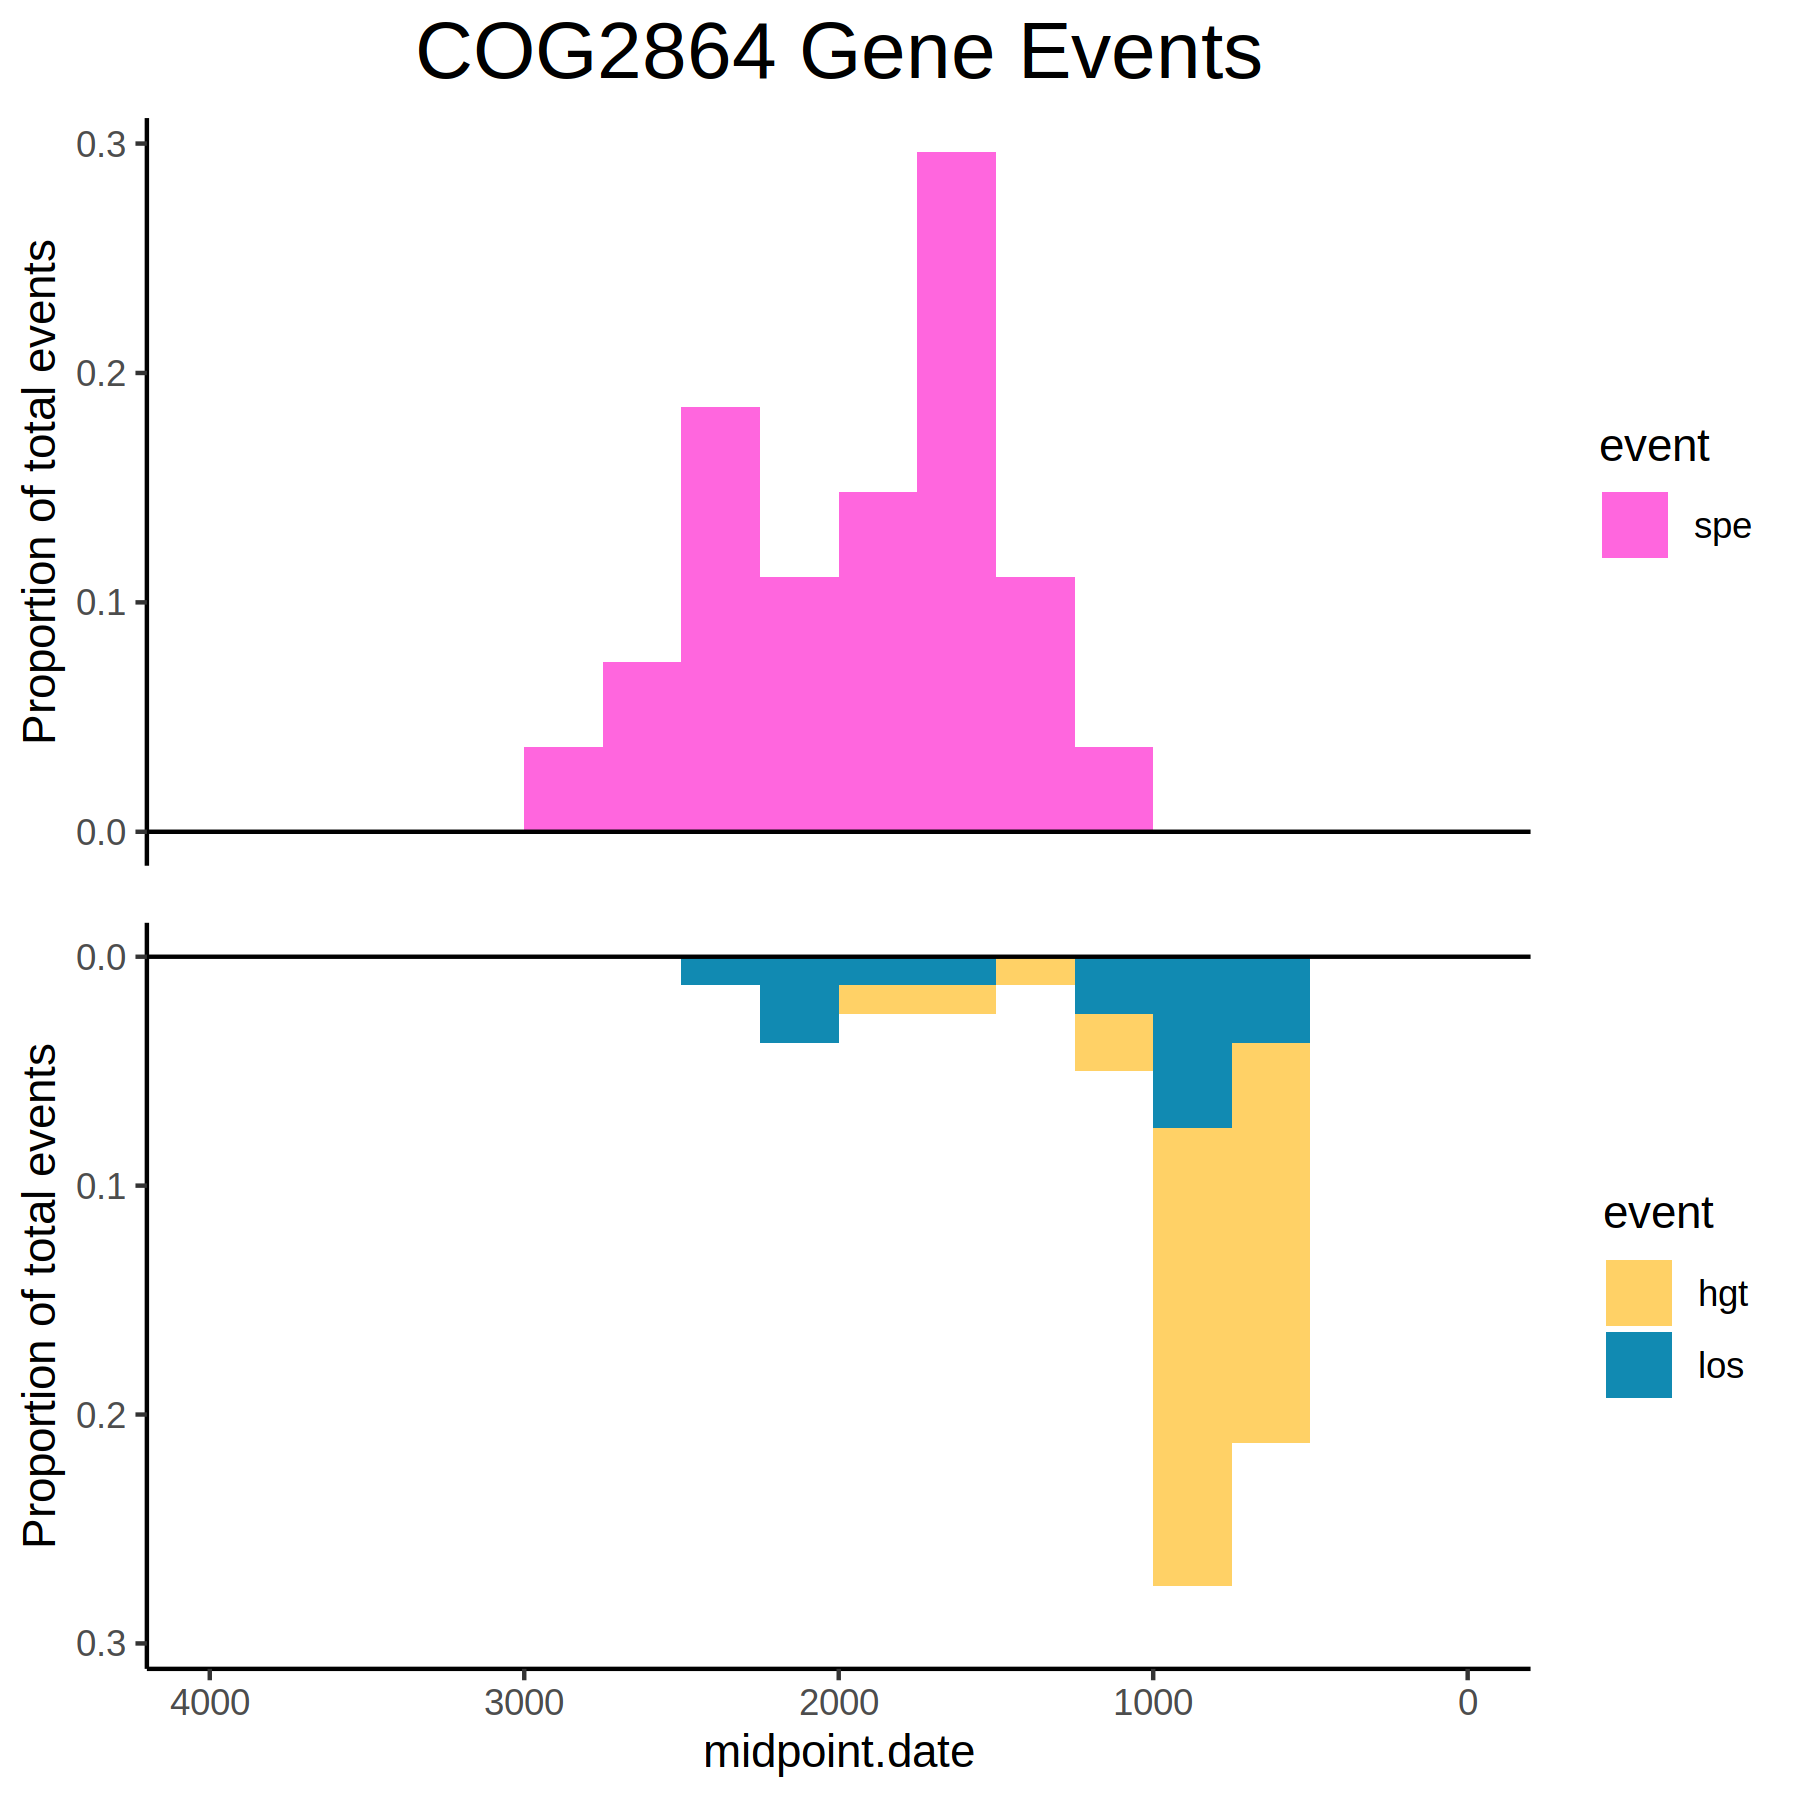 COG2864 Gene Events
Proportion of total events
0.3
0.2
0.1
0.0
event
spe
Proportion of total events
0.0
0.1
0.2
0.3
event
hgt
los
4000 3000 2000 1000 0
midpoint.date